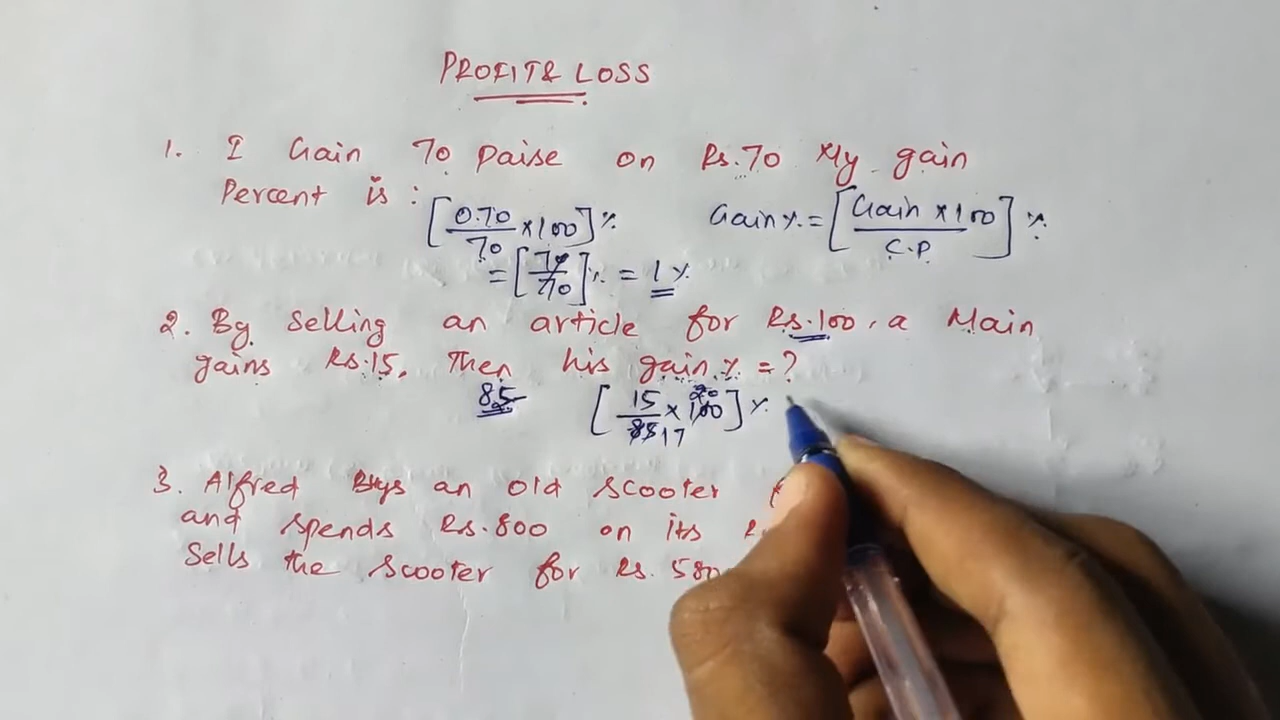 PROFIT & LOSS
1. I Gain 70 Paise on Rs.70 My gain
Percent is :
[0.70/70 ×100]%
Gain% = [Gain ×100/C.P]%
= [70/70]% = 1%
2. By Selling an article for Rs.100, a Main
gains Rs.15. Then his gain % = ?
85
[15/85 17 × 100 20]%
3. Alfred Buys an old Scooter
and spends Rs.800 on its
Sells the Scooter for Rs. 580